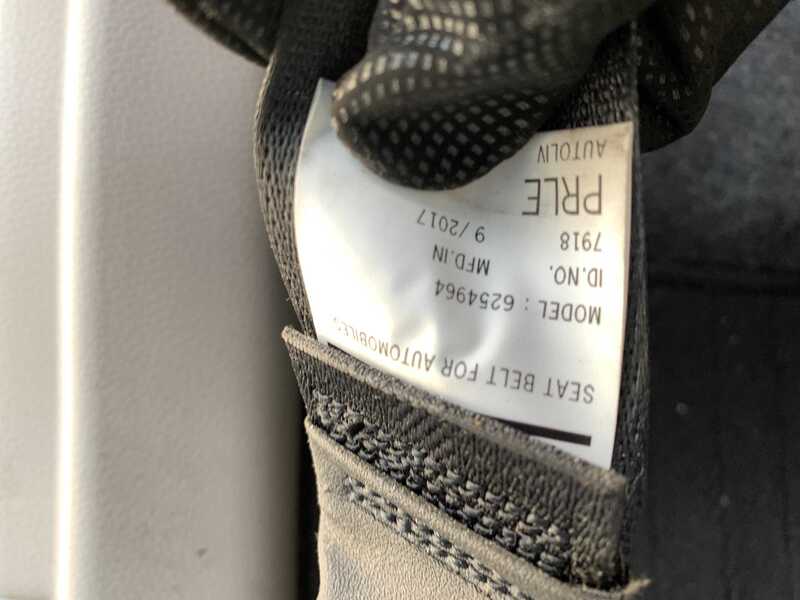 SEAT BELT FOR AUTOMOBILES
MODEL : 6254964
ID.NO. MFD.IN
7918 9 / 2017
PRLE
AUTOLIV